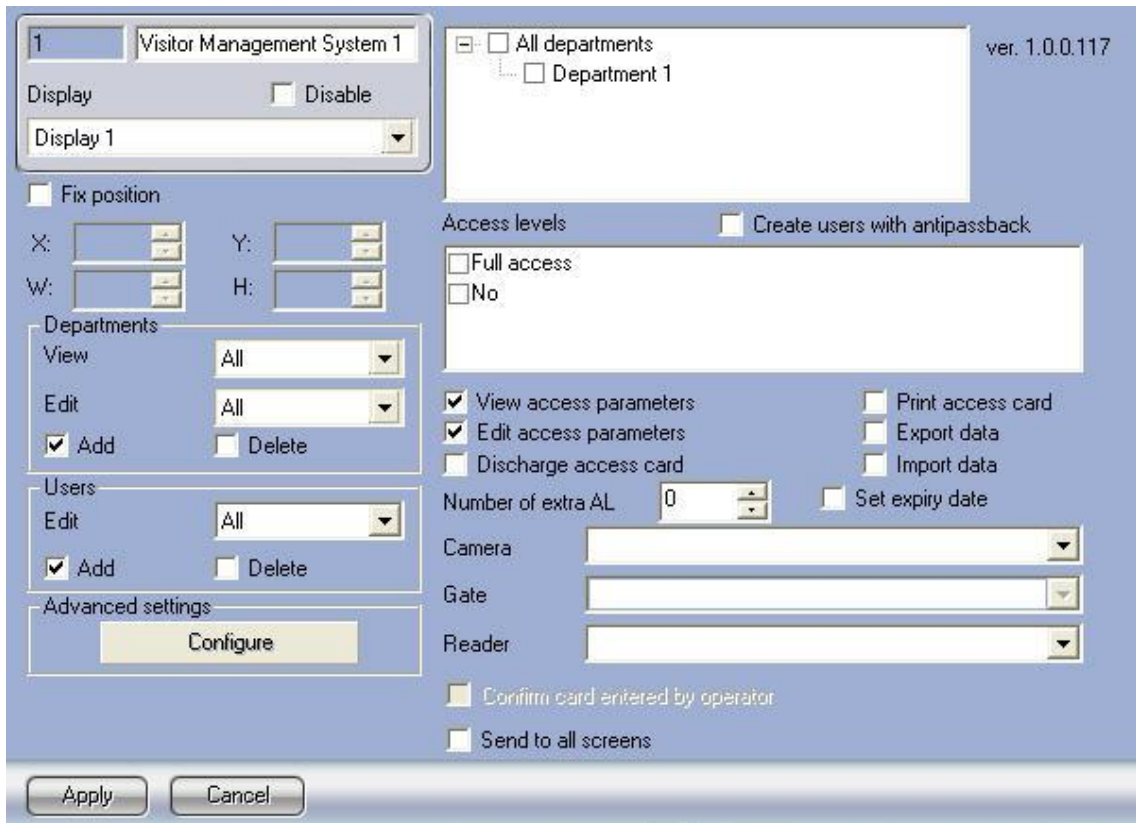 1 Visitor Management System 1
Display Disable
Display 1
Fix position
X: Y:
W: H:
Departments
View All
Edit All
Add Delete
Users
Edit All
Add Delete
Advanced settings
Configure
All departments
Department 1
ver. 1.0.0.117
Access levels Create users with antipassback
Full access
No
View access parameters Print access card
Edit access parameters Export data
Discharge access card Import data
Number of extra AL 0 Set expiry date
Camera
Gate
Reader
Confirm card entered by operator
Send to all screens
Apply Cancel